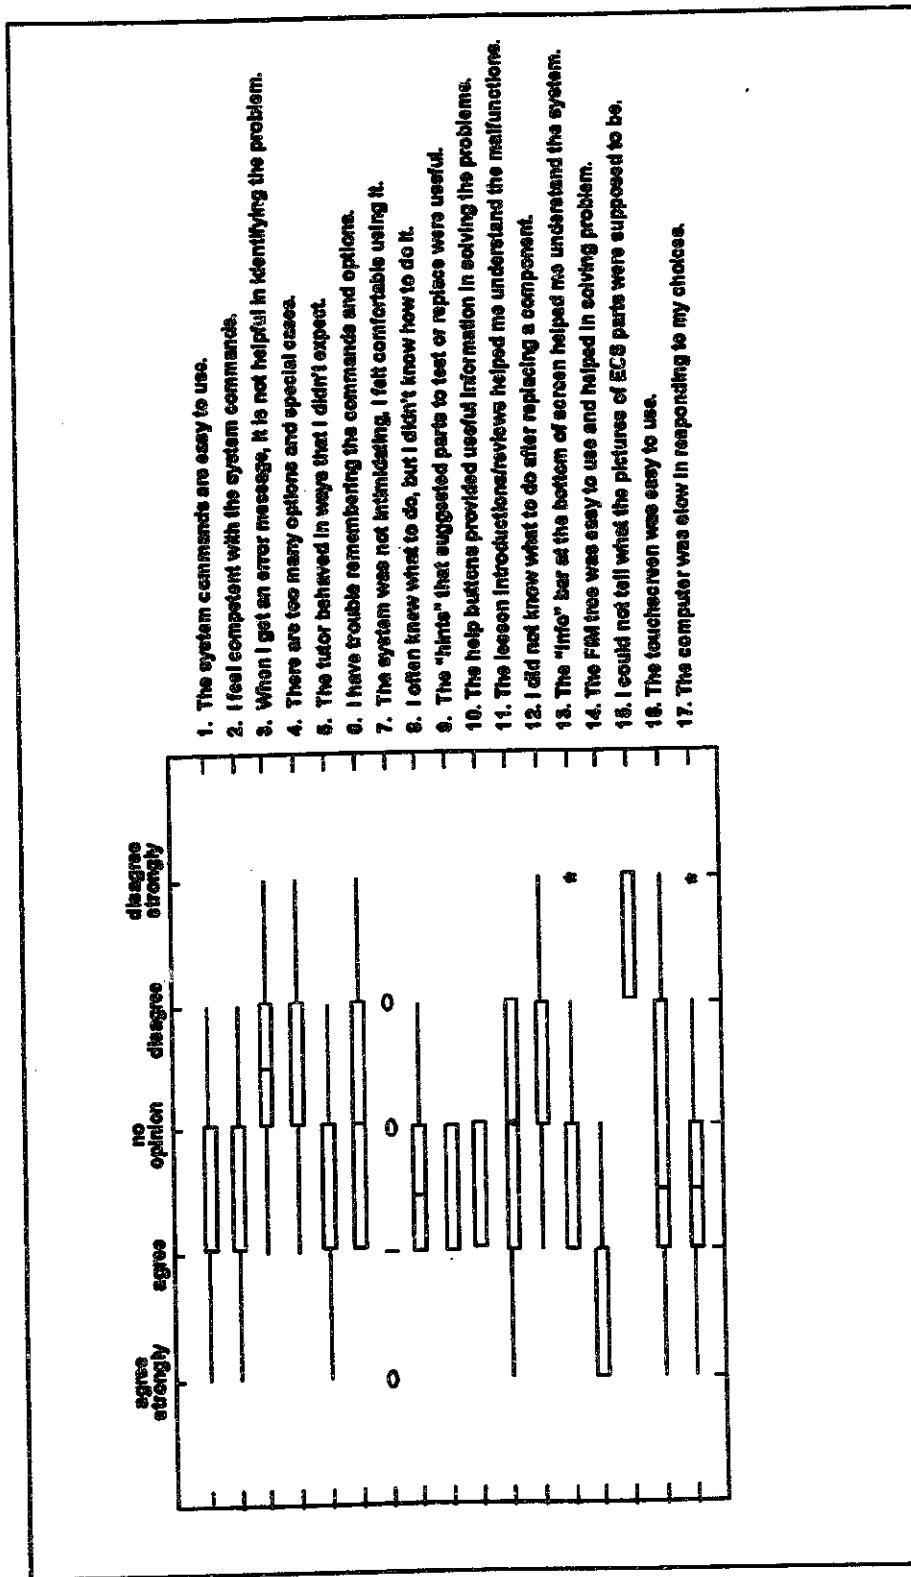 agree strongly
agree
no opinion
disagree
disagree strongly
1. The system commands are easy to use.
2. I feel competent with the system commands.
3. When I get an error message, it is not helpful in identifying the problem.
4. There are too many options and special cases.
5. The tutor behaved in ways that I didn't expect.
6. I have trouble remembering the commands and options.
7. The system was not intimidating, I felt comfortable using it.
8. I often knew what to do, but I didn't know how to do it.
9. The "hints" that suggested parts to test or replace were useful.
10. The help buttons provided useful information in solving the problems.
11. The lesson introductions/reviews helped me understand the malfunctions.
12. I did not know what to do after replacing a component.
13. The "info" bar at the bottom of screen helped me understand the system.
14. The FIM tree was easy to use and helped in solving problem.
15. I could not tell what the pictures of ECS parts were supposed to be.
16. The touchscreen was easy to use.
17. The computer was slow in responding to my choices.